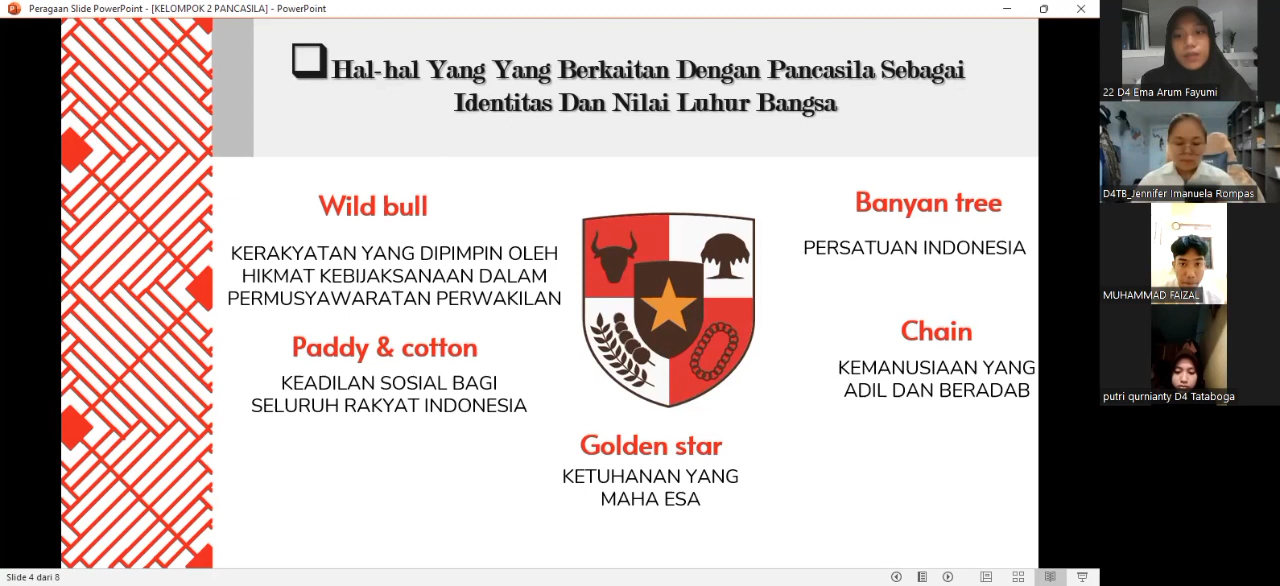 Peragaan Slide PowerPoint - [KELOMPOK 2 PANCASILA] - PowerPoint
Hal-hal Yang Yang Berkaitan Dengan Pancasila Sebagai
Identitas Dan Nilai Luhur Bangsa
Wild bull
KERAKYATAN YANG DIPIMPIN OLEH
HIKMAT KEBIJAKSANAAN DALAM
PERMUSYAWARATAN PERWAKILAN
Paddy & cotton
KEADILAN SOSIAL BAGI
SELURUH RAKYAT INDONESIA
Banyan tree
PERSATUAN INDONESIA
Chain
KEMANUSIAAN YANG
ADIL DAN BERADAB
Golden star
KETUHANAN YANG
MAHA ESA
22 D4 Ema Arum Fayumi
D4TB_Jennifer Imanuela Rompas
MUHAMMAD FAIZAL
putri qurnianty D4 Tataboga
Slide 4 dari 8